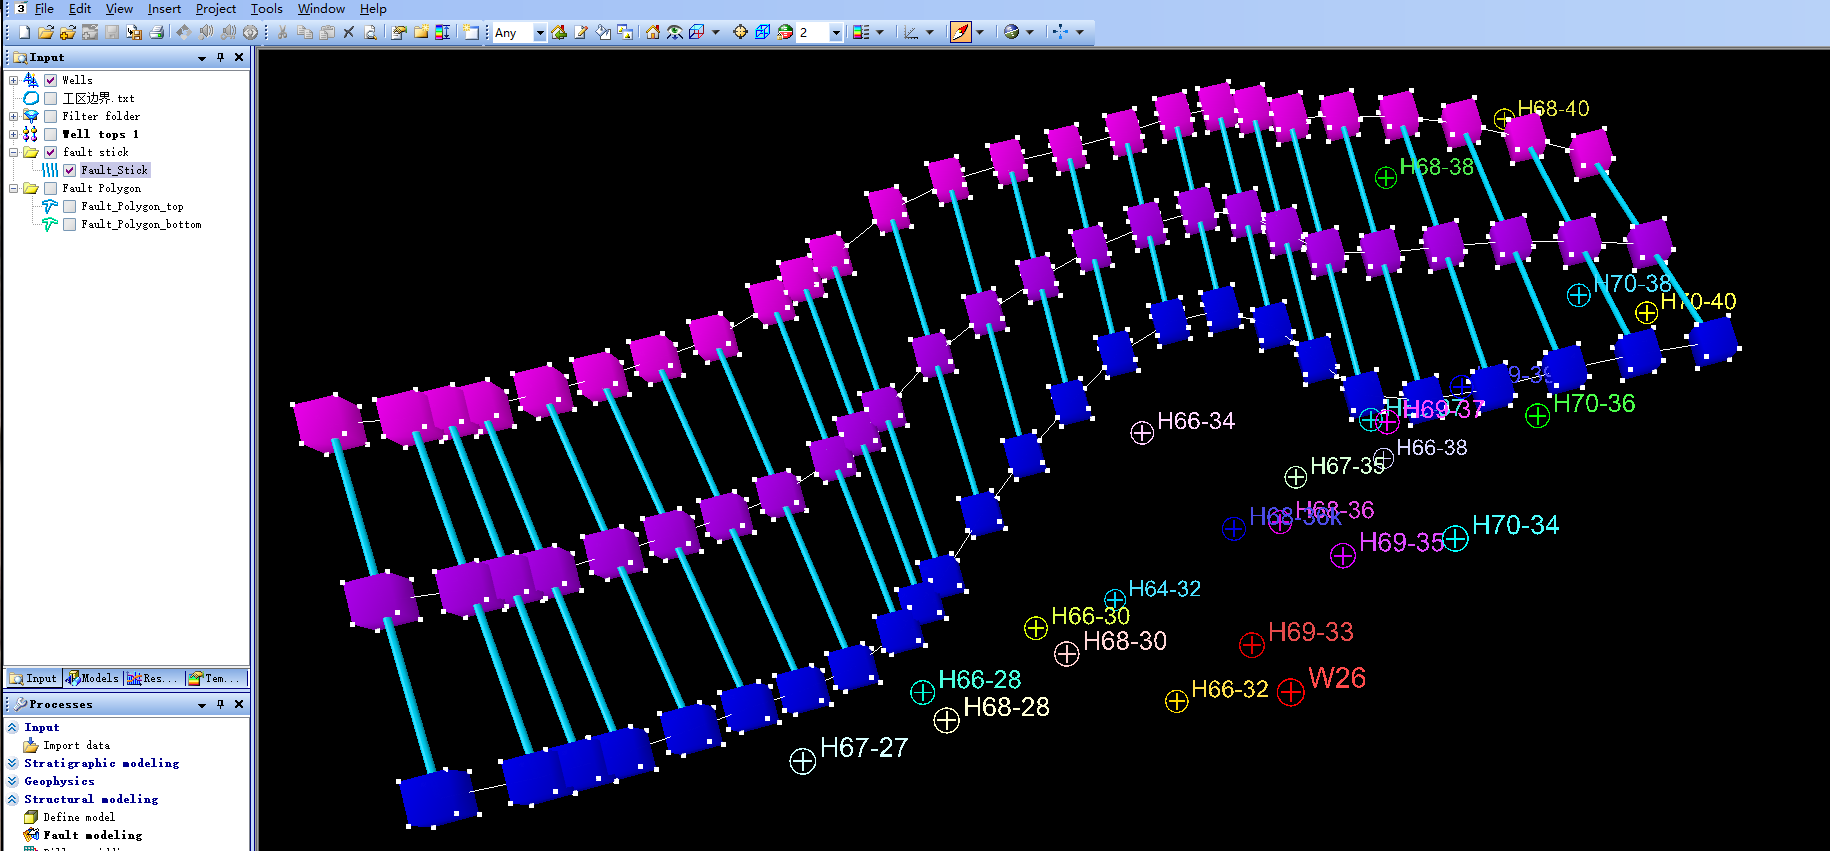 File Edit View Insert Project Tools Window Help
Any
2
Input
Wells
工区边界.txt
Filter folder
Well tops 1
fault stick
Fault_Stick
Fault Polygon
Fault_Polygon_top
Fault_Polygon_bottom
Input Models Res... Tem...
Processes
Input
Import data
Stratigraphic modeling
Geophysics
Structural modeling
Define model
Fault modeling
H68-40
H68-38
H70-38
H70-40
H70-36
H69-37
H66-34
H66-38
H67-35
H68-36
H68-36k
H70-34
H69-35
H64-32
H66-30
H68-30
H69-33
H66-28
W26
H66-32
H68-28
H67-27